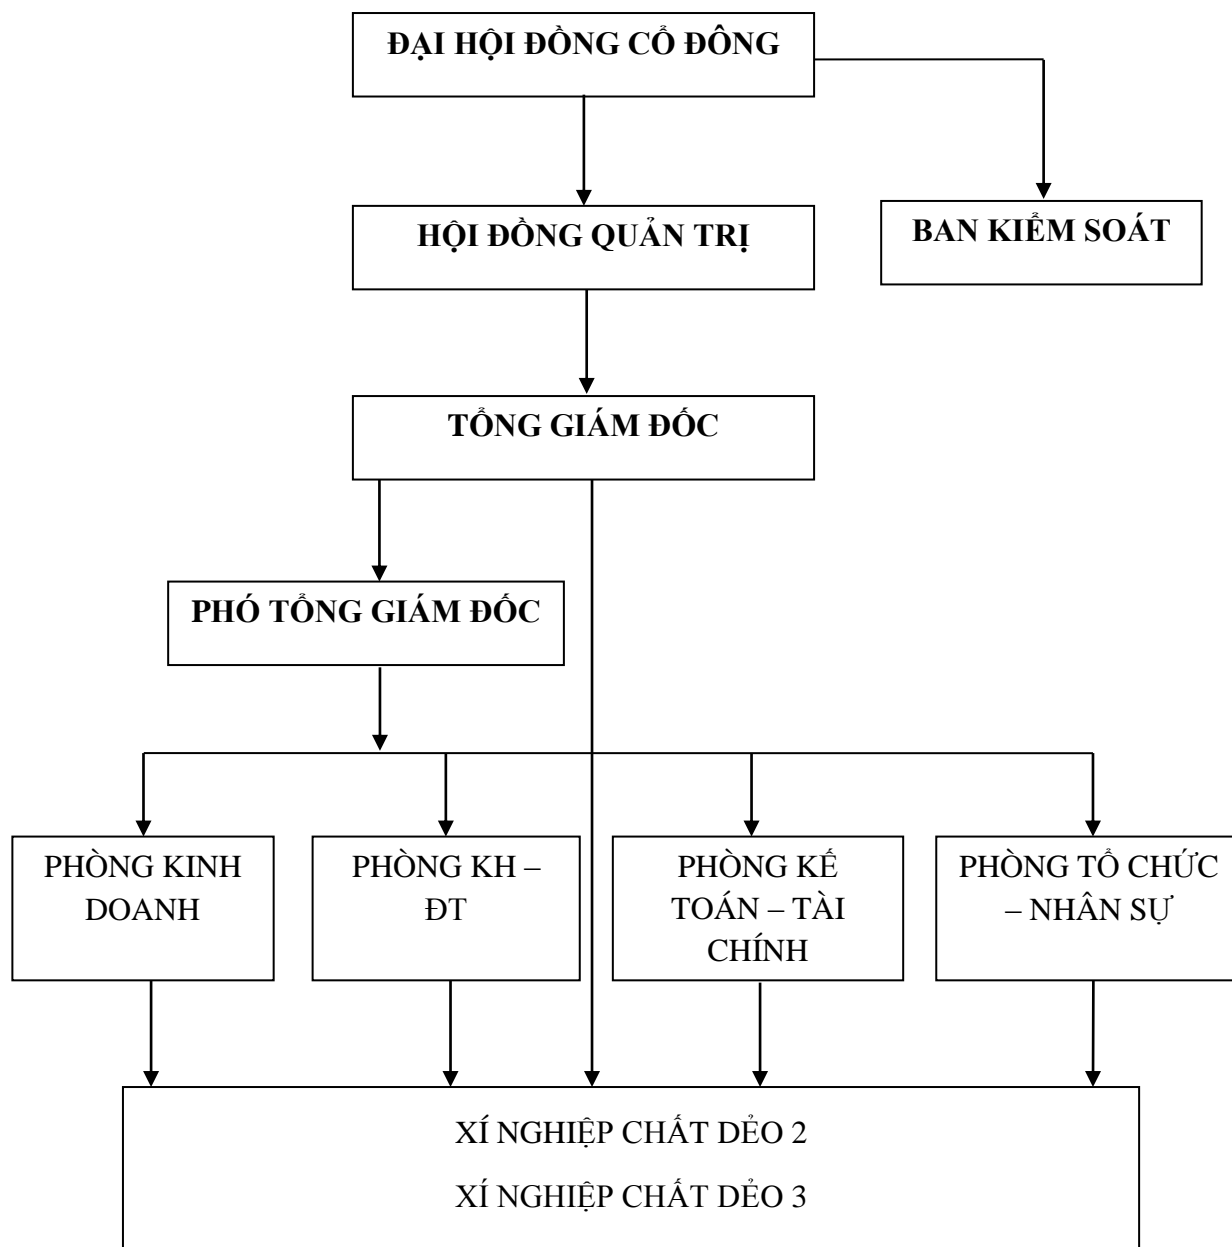 ĐẠI HỘI ĐỒNG CỔ ĐÔNG
HỘI ĐỒNG QUẢN TRỊ
BAN KIỂM SOÁT
TỔNG GIÁM ĐỐC
PHÓ TỔNG GIÁM ĐỐC
PHÒNG KINH
DOANH
PHÒNG KH –
ĐT
PHÒNG KẾ
TOÁN – TÀI
CHÍNH
PHÒNG TỔ CHỨC
– NHÂN SỰ
XÍ NGHIỆP CHẤT DẺO 2
XÍ NGHIỆP CHẤT DẺO 3